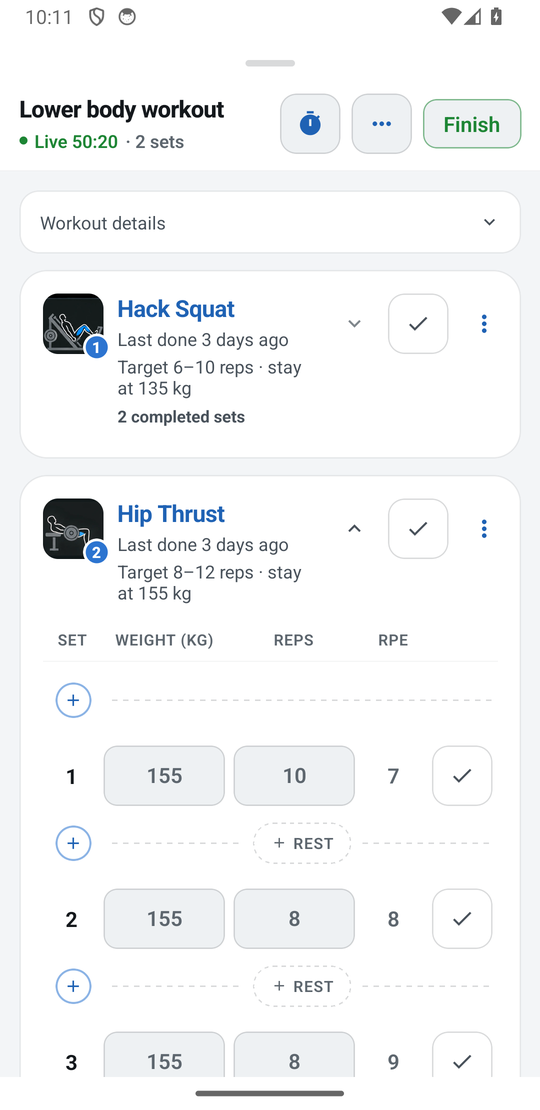 10:11
Lower body workout
Live 50:20 · 2 sets
Finish
Workout details
1
Hack Squat
Last done 3 days ago
Target 6–10 reps · stay
at 135 kg
2 completed sets
2
Hip Thrust
Last done 3 days ago
Target 8–12 reps · stay
at 155 kg
SET WEIGHT (KG) REPS RPE
+
1 155 10 7
+ + REST
2 155 8 8
+ + REST
3 155 8 9